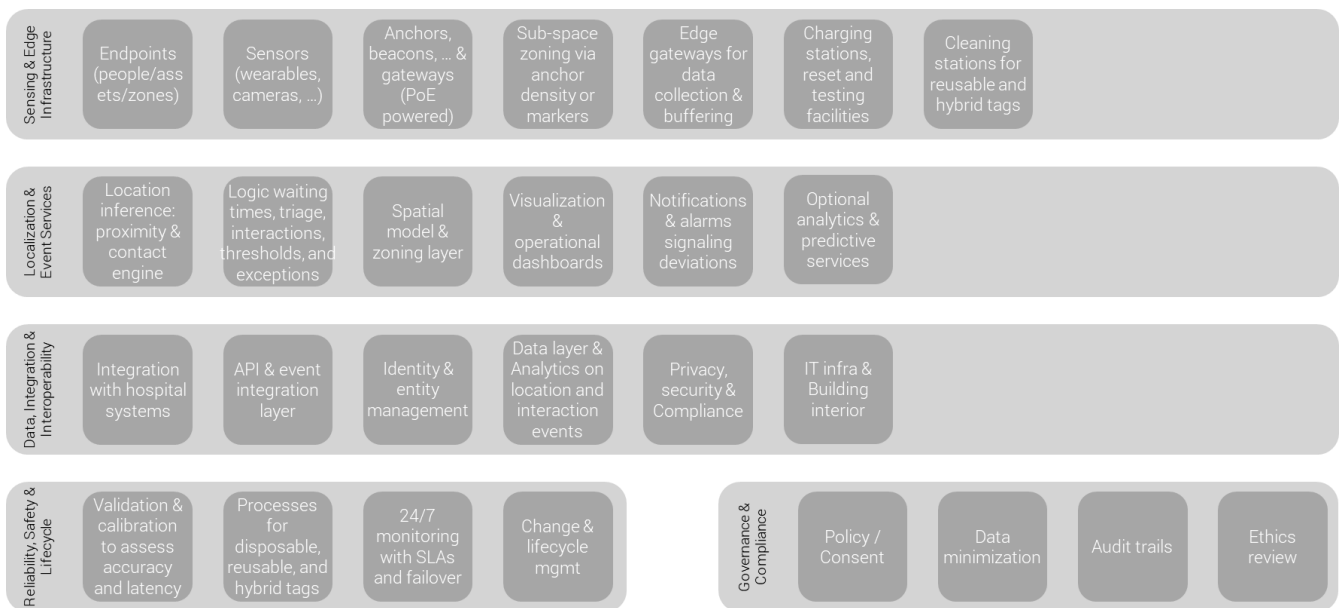 Sensing & Edge
Infrastructure
Endpoints
(people/ass
ets/zones)
Sensors
(wearables,
cameras, ...)
Anchors,
beacons, ... &
gateways
(PoE
powered)
Sub-space
zoning via
anchor
density or
markers
Edge
gateways for
data
collection &
buffering
Charging
stations,
reset and
testing
facilities
Cleaning
stations for
reusable and
hybrid tags
Localization &
Event Services
Location
inference:
proximity &
contact
engine
Logic waiting
times, triage,
interactions,
thresholds, and
exceptions
Spatial
model &
zoning layer
Visualization
&
operational
dashboards
Notifications
& alarms
signaling
deviations
Optional
analytics &
predictive
services
Data, Integration &
Interoperability
Integration
with hospital
systems
API & event
integration
layer
Identity &
entity
management
Data layer &
Analytics on
location and
interaction
events
Privacy,
security &
Compliance
IT infra &
Building
interior
Reliability, Safety &
Lifecycle
Validation &
calibration
to assess
accuracy
and latency
Processes
for
disposable,
reusable, and
hybrid tags
24/7
monitoring
with SLAs
and failover
Change &
lifecycle
mgmt
Governance &
Compliance
Policy /
Consent
Data
minimization
Audit trails
Ethics
review